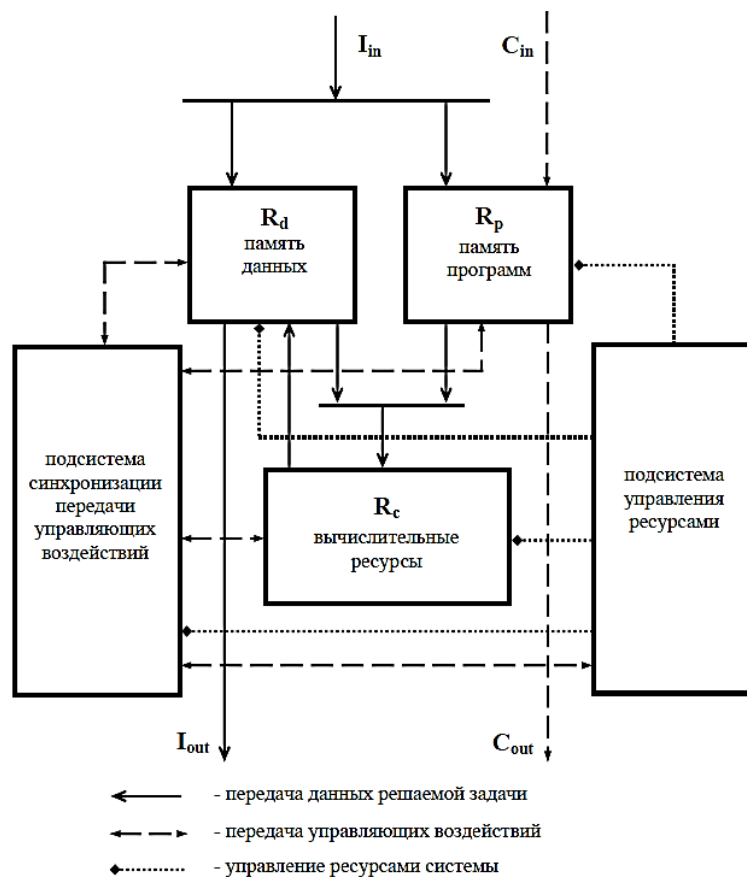 I_in
C_in
R_d
память
данных
R_p
память
программ
подсистема
синхронизации
передачи
управляющих
воздействий
R_c
вычислительные
ресурсы
подсистема
управления
ресурсами
I_out
C_out
- передача данных решаемой задачи
- передача управляющих воздействий
- управление ресурсами системы